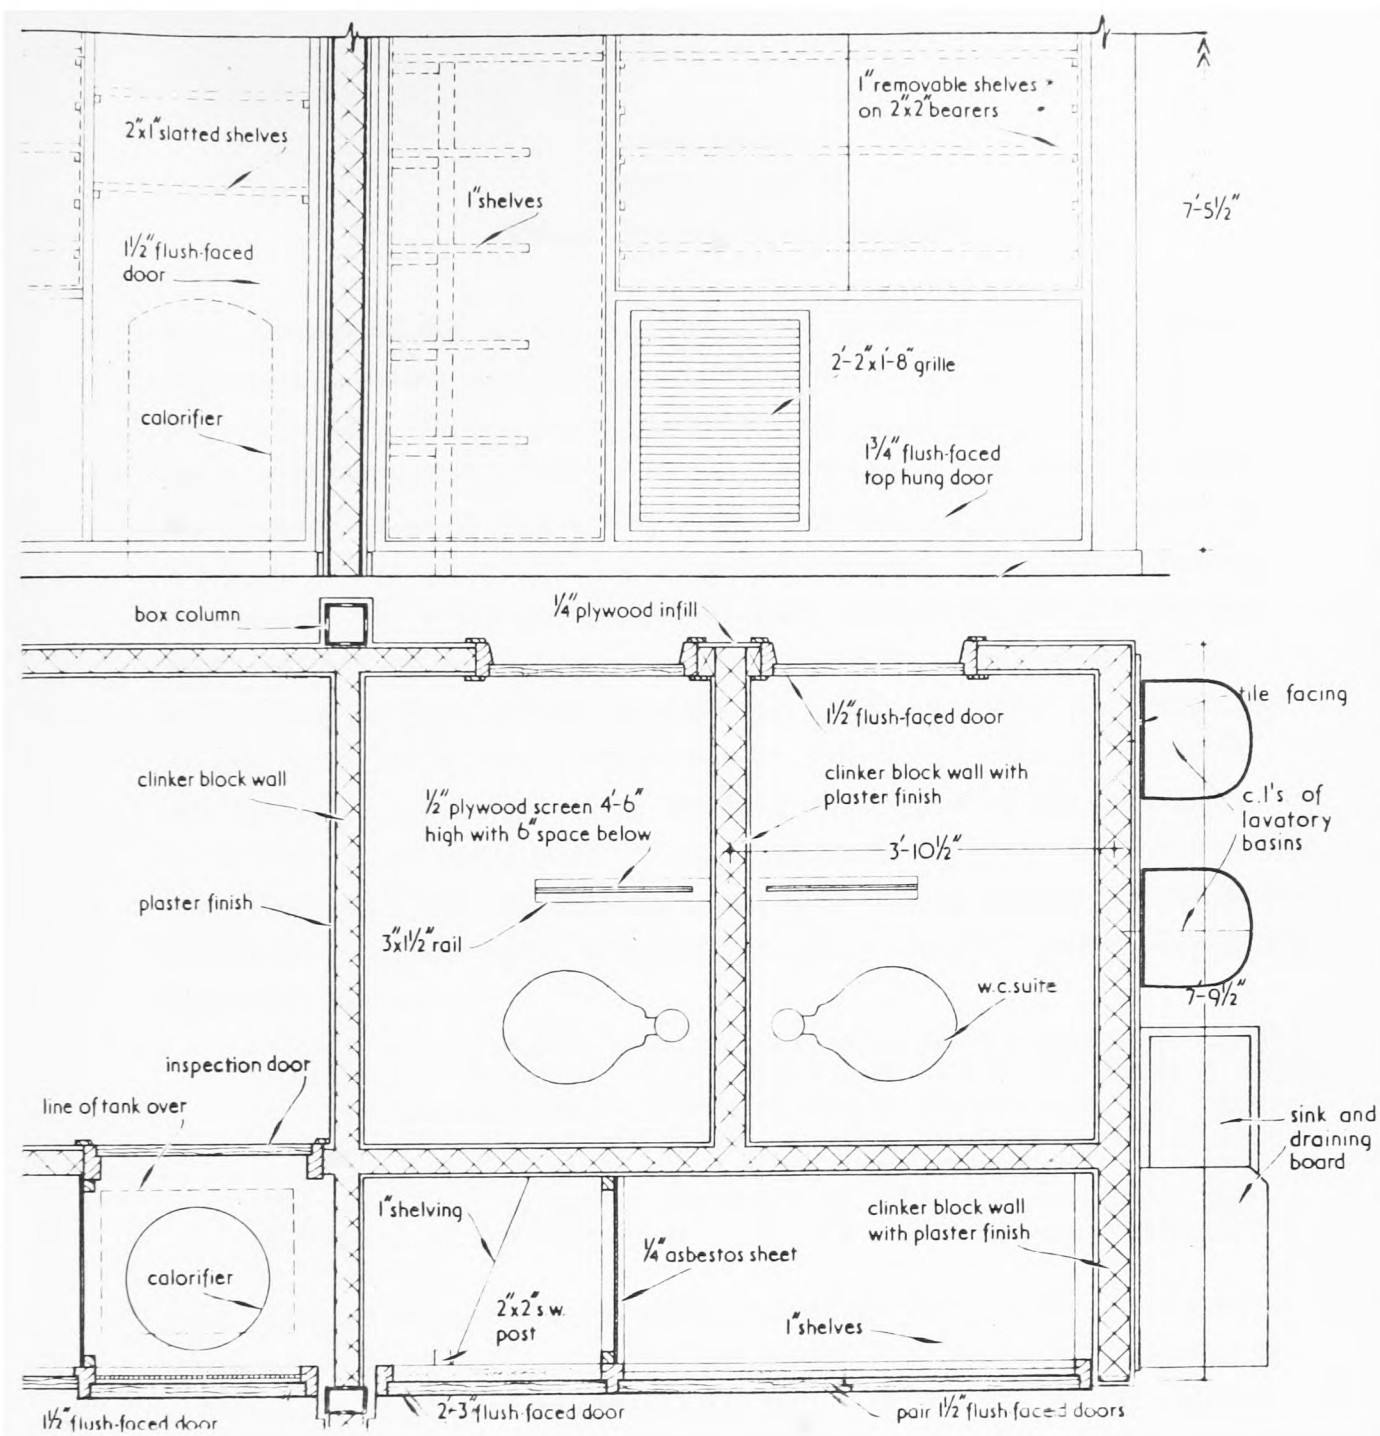 1" removable shelves
on 2"x2" bearers
2"x1" slatted shelves
1" shelves
7'-5½"
1½" flush-faced
door
2'-2"x1'-8" grille
calorifier
1¾" flush-faced
top hung door
box column
¼" plywood infill
tile facing
1½" flush-faced door
clinker block wall
clinker block wall with
plaster finish
½" plywood screen 4'-6"
high with 6" space below
c.l's. of
lavatory
basins
3'-10½"
plaster finish
3"x1½" rail
w.c. suite
7'-9½"
inspection door
line of tank over
sink and
draining
board
1" shelving
clinker block wall
with plaster finish
¼" asbestos sheet
calorifier
2"x2" s.w.
post
1" shelves
1½" flush-faced door
2'-3" flush-faced door
pair 1½" flush-faced doors